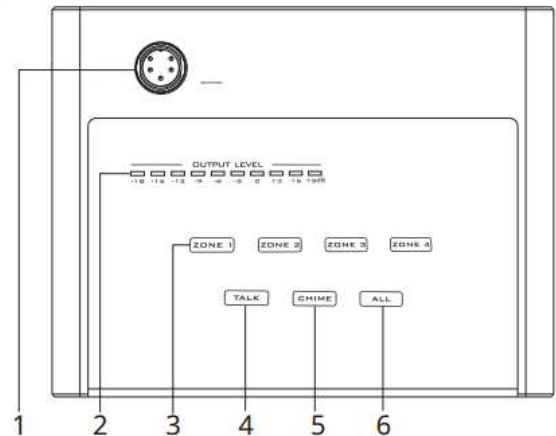 OUTPUT LEVEL
-18 -15 -12 -9 -6 -3 0 +3 +6 +9dB
ZONE 1 ZONE 2 ZONE 3 ZONE 4
TALK CHIME ALL
1 2 3 4 5 6